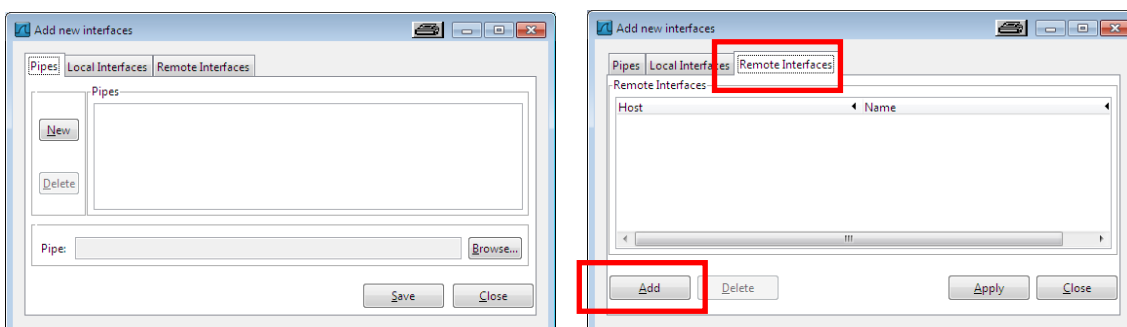 Add new interfaces
Pipes Local Interfaces Remote Interfaces
Pipes
New
Delete
Pipe:
Browse...
Save Close
Add new interfaces
Pipes Local Interfaces Remote Interfaces
Remote Interfaces
Host Name
Add Delete Apply Close